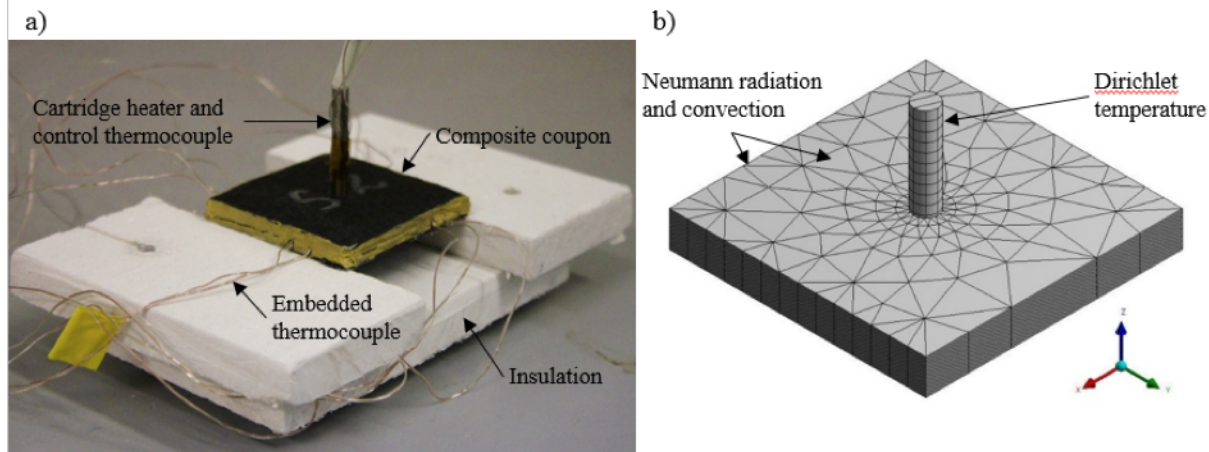 a)
Cartridge heater and
control thermocouple
Composite coupon
Embedded
thermocouple
Insulation
b)
Neumann radiation
and convection
Dirichlet
temperature
Z
X
Y